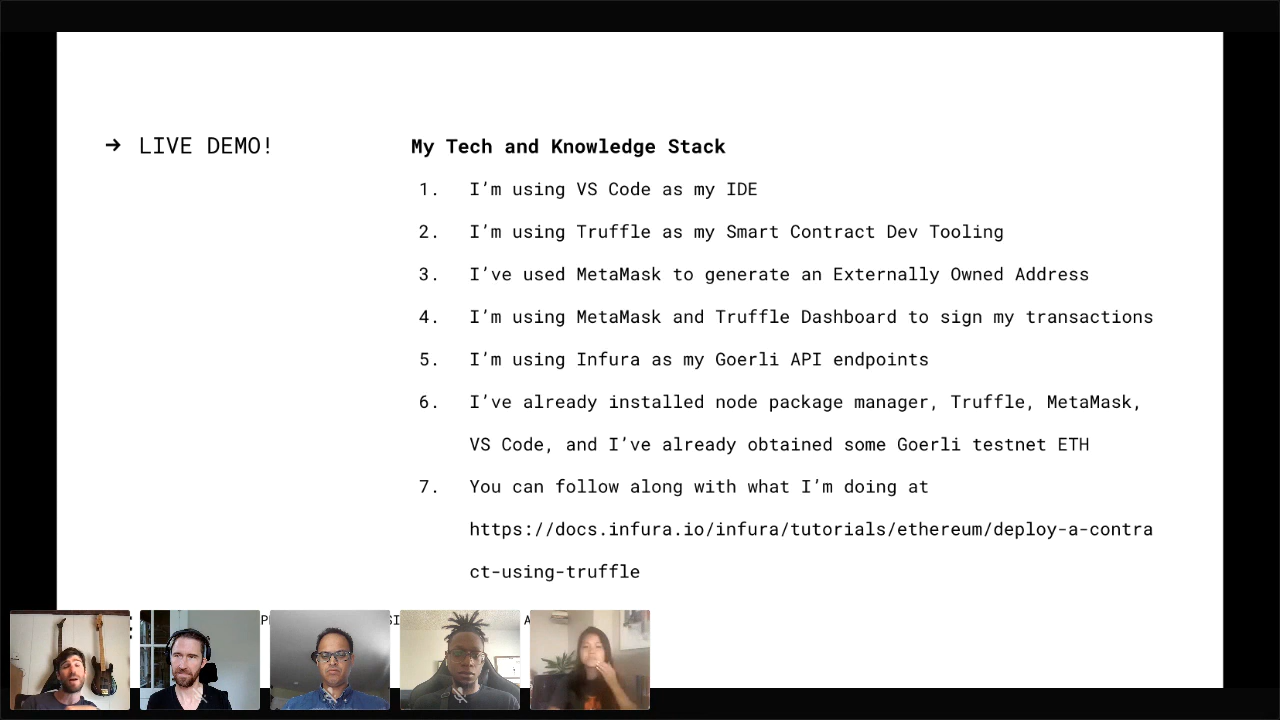 → LIVE DEMO!
My Tech and Knowledge Stack
1. I’m using VS Code as my IDE
2. I’m using Truffle as my Smart Contract Dev Tooling
3. I’ve used MetaMask to generate an Externally Owned Address
4. I’m using MetaMask and Truffle Dashboard to sign my transactions
5. I’m using Infura as my Goerli API endpoints
6. I’ve already installed node package manager, Truffle, MetaMask,
VS Code, and I’ve already obtained some Goerli testnet ETH
7. You can follow along with what I’m doing at
https://docs.infura.io/infura/tutorials/ethereum/deploy-a-contra
ct-using-truffle